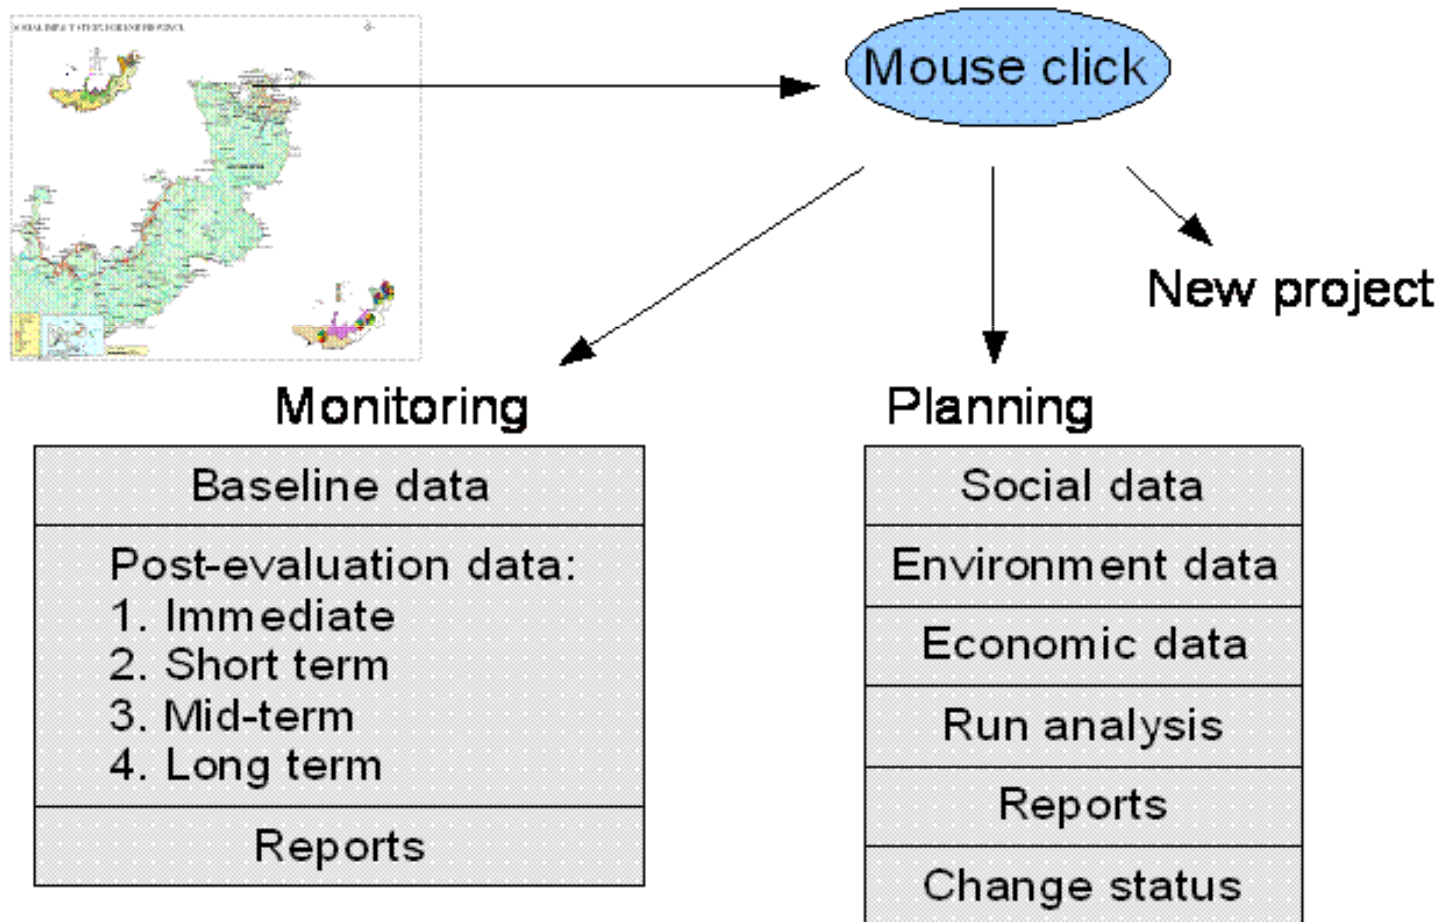 Mouse click
New project
Monitoring
Baseline data
Post-evaluation data:
1. Immediate
2. Short term
3. Mid-term
4. Long term
Reports
Planning
Social data
Environment data
Economic data
Run analysis
Reports
Change status